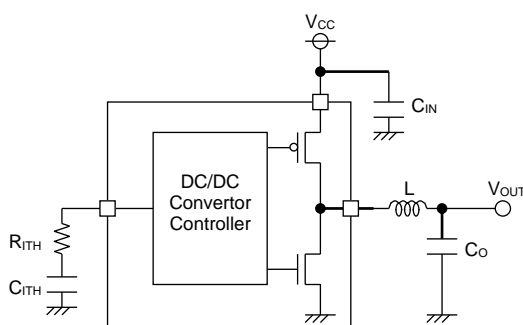 VCC
CIN
DC/DC
Convertor
Controller
L
VOUT
RITH
CO
CITH